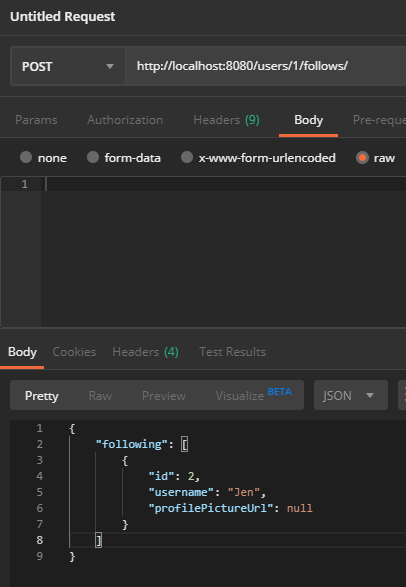 Untitled Request
POST http://localhost:8080/users/1/follows/
Params Authorization Headers (9) Body Pre-reque
none form-data x-www-form-urlencoded raw
1
Body Cookies Headers (4) Test Results
Pretty Raw Preview Visualize BETA JSON
1 {
2 "following": [
3 {
4 "id": 2,
5 "username": "Jen",
6 "profilePictureUrl": null
7 }
8 ]
9 }